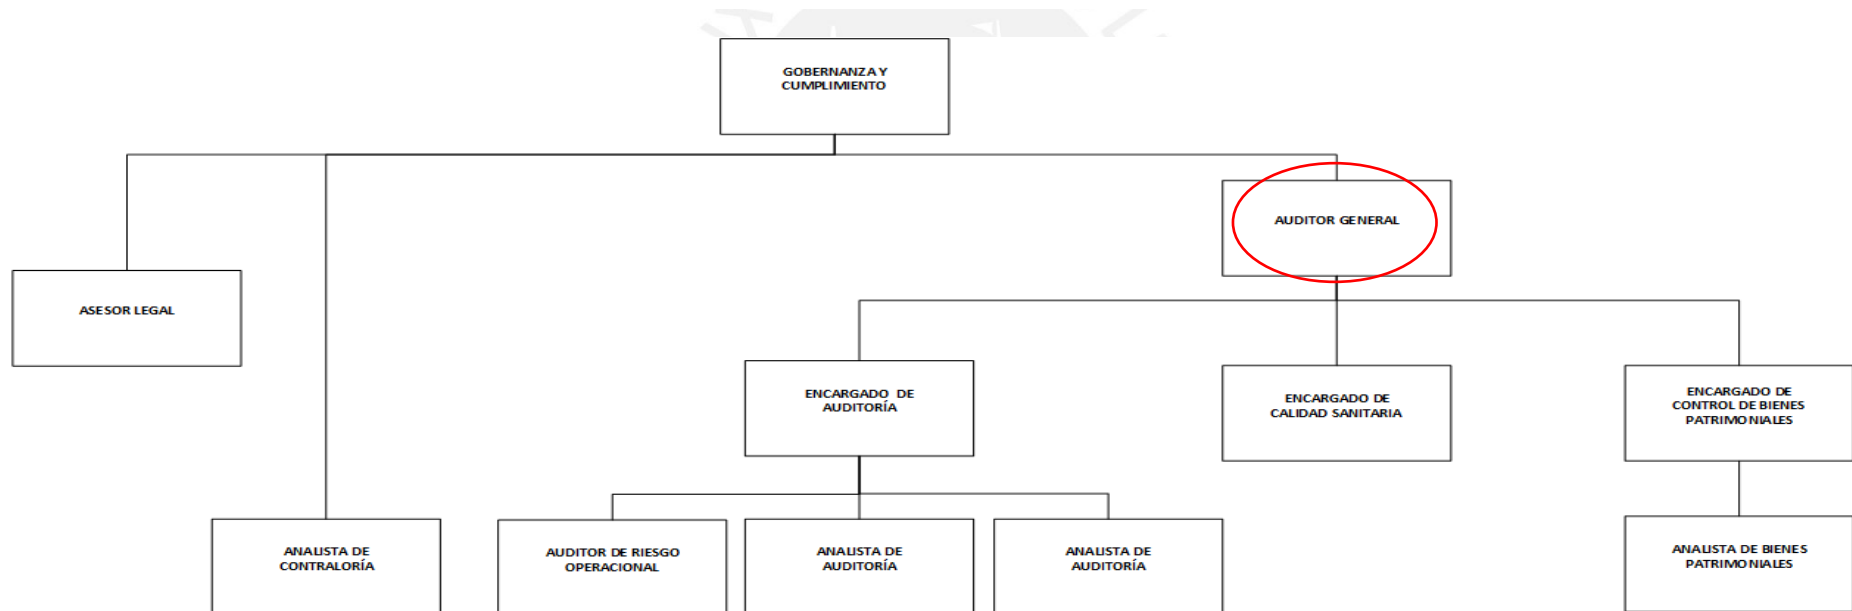 GOBERNANZA Y
CUMPLIMIENTO
AUDITOR GENERAL
ASESOR LEGAL
ENCARGADO DE
AUDITORÍA
ENCARGADO DE
CALIDAD SANITARIA
ENCARGADO DE
CONTROL DE BIENES
PATRIMONIALES
ANALISTA DE
CONTRALORÍA
AUDITOR DE RIESGO
OPERACIONAL
ANALISTA DE
AUDITORÍA
ANALISTA DE
AUDITORÍA
ANALISTA DE BIENES
PATRIMONIALES